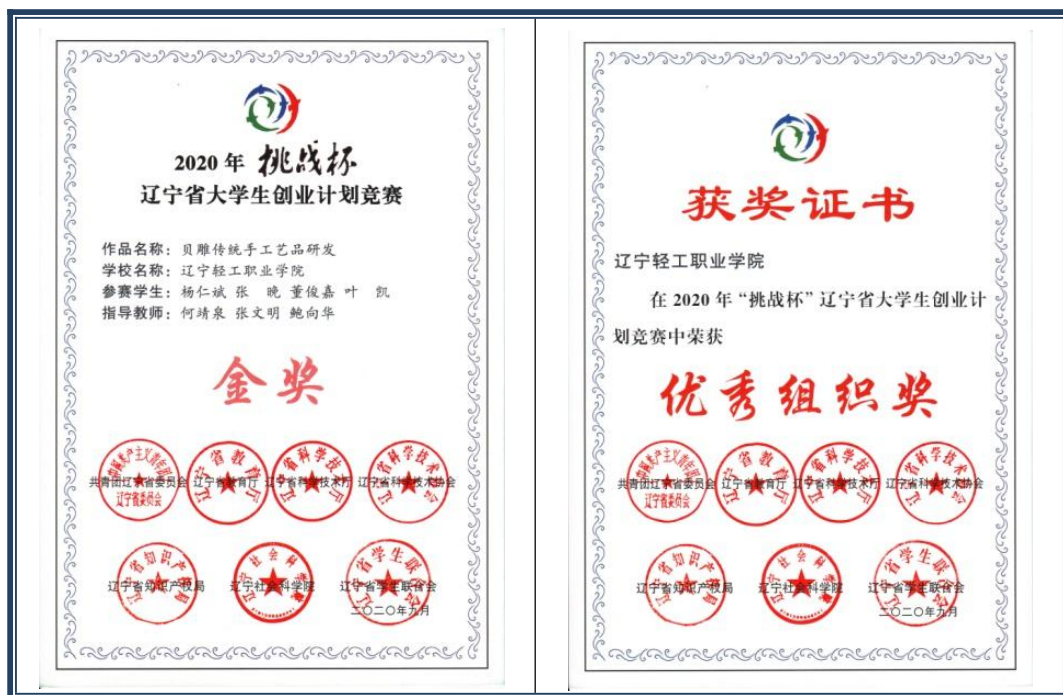 2020年 挑战杯
辽宁省大学生创业计划竞赛
作品名称：贝雕传统手工艺品研发
学校名称：辽宁轻工职业学院
参赛学生：杨仁斌 张 晚 董俊嘉 叶 凯
指导教师：何靖泉 张文明 鲍向华
金奖
共青团辽宁省委员会 辽宁省教育厅 辽宁省科学技术厅 辽宁省科学技术协会
辽宁省知识产权局 辽宁社会科学院 辽宁省学生联合会
二〇二〇年九月
获奖证书
辽宁轻工职业学院
在2020年“挑战杯”辽宁省大学生创业计
划竞赛中荣获
优秀组织奖
共青团辽宁省委员会 辽宁省教育厅 辽宁省科学技术厅 辽宁省科学技术协会
辽宁省知识产权局 辽宁社会科学院 辽宁省学生联合会
二〇二〇年九月